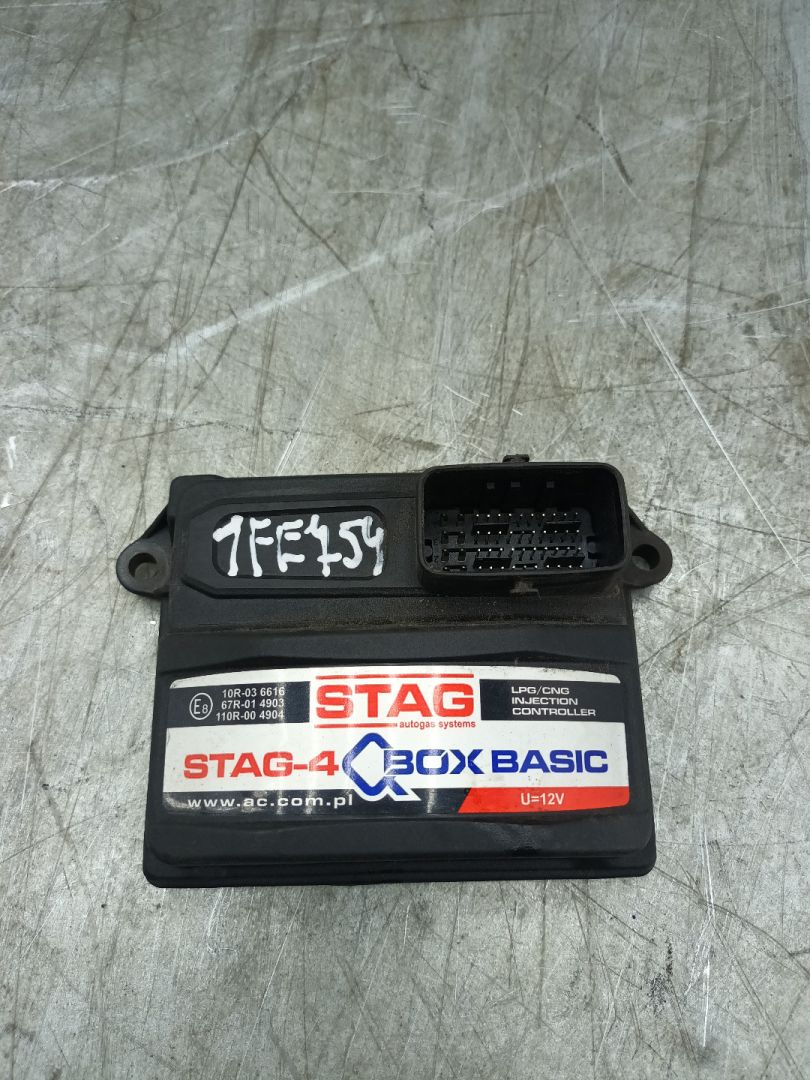 1FE754
E8
10R-03 6616
67R-01 4903
110R-00 4904
STAG
autogas systems
LPG/CNG
INJECTION
CONTROLLER
STAG-4 QBOX BASIC
www.ac.com.pl
U=12V